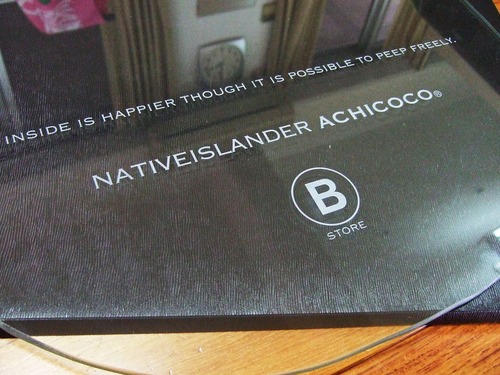 INSIDE IS HAPPIER THOUGH IT IS POSSIBLE TO PEEP FREELY.
NATIVEISLANDER ACHICOCO®
B
STORE